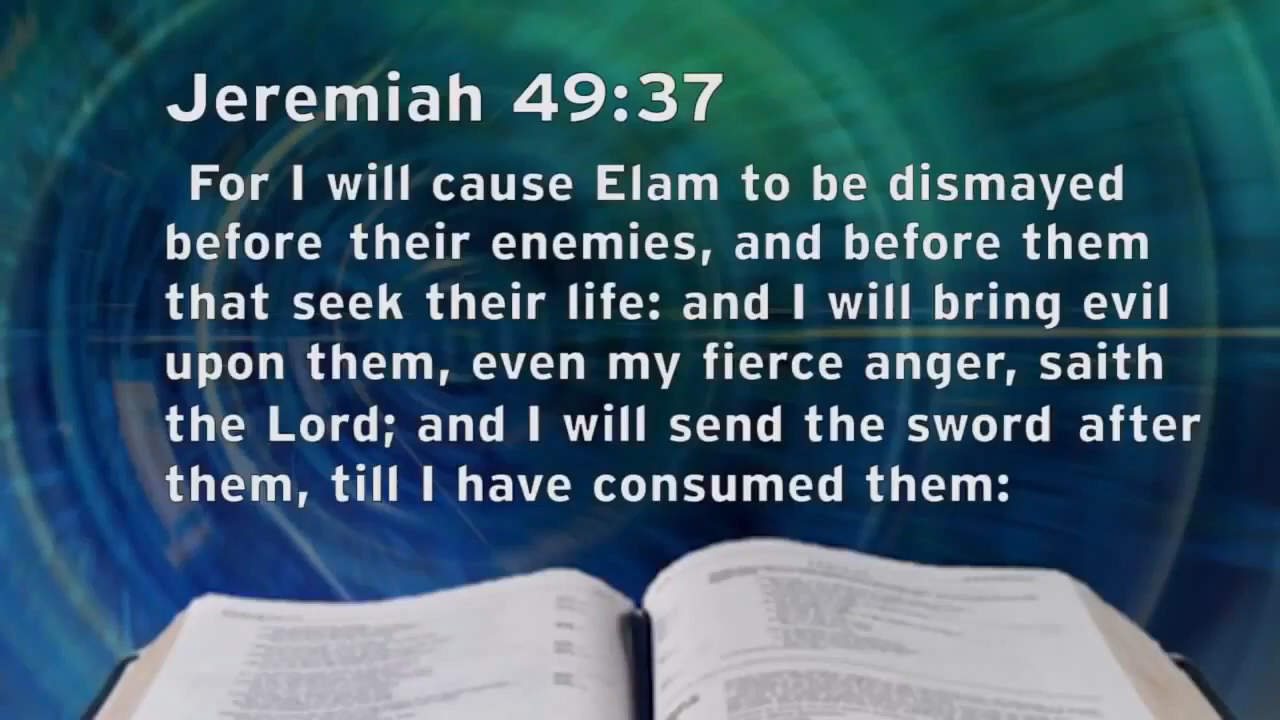 Jeremiah 49:37
For I will cause Elam to be dismayed
before their enemies, and before them
that seek their life: and I will bring evil
upon them, even my fierce anger, saith
the Lord; and I will send the sword after
them, till I have consumed them: